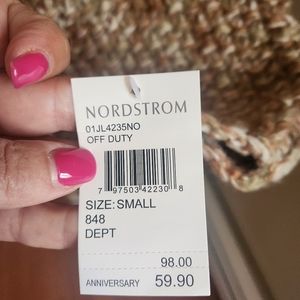 NORDSTROM
01JL4235NO
OFF DUTY
7 97503 42230 8
SIZE: SMALL
848
DEPT
98.00
ANNIVERSARY 59.90